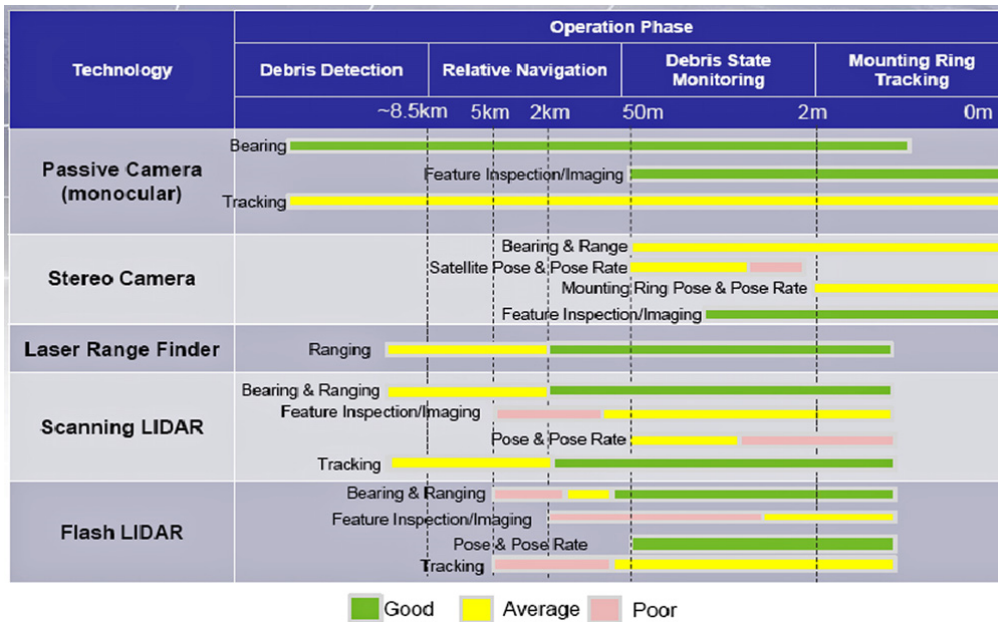 Technology
Operation Phase
Debris Detection
Relative Navigation
Debris State
Monitoring
Mounting Ring
Tracking
~8.5km
5km
2km
50m
2m
0m
Passive Camera
(monocular)
Bearing
Feature Inspection/Imaging
Tracking
Stereo Camera
Bearing & Range
Satellite Pose & Pose Rate
Mounting Ring Pose & Pose Rate
Feature Inspection/Imaging
Laser Range Finder
Ranging
Scanning LIDAR
Bearing & Ranging
Feature Inspection/Imaging
Pose & Pose Rate
Tracking
Flash LIDAR
Bearing & Ranging
Feature Inspection/Imaging
Pose & Pose Rate
Tracking
Good
Average
Poor